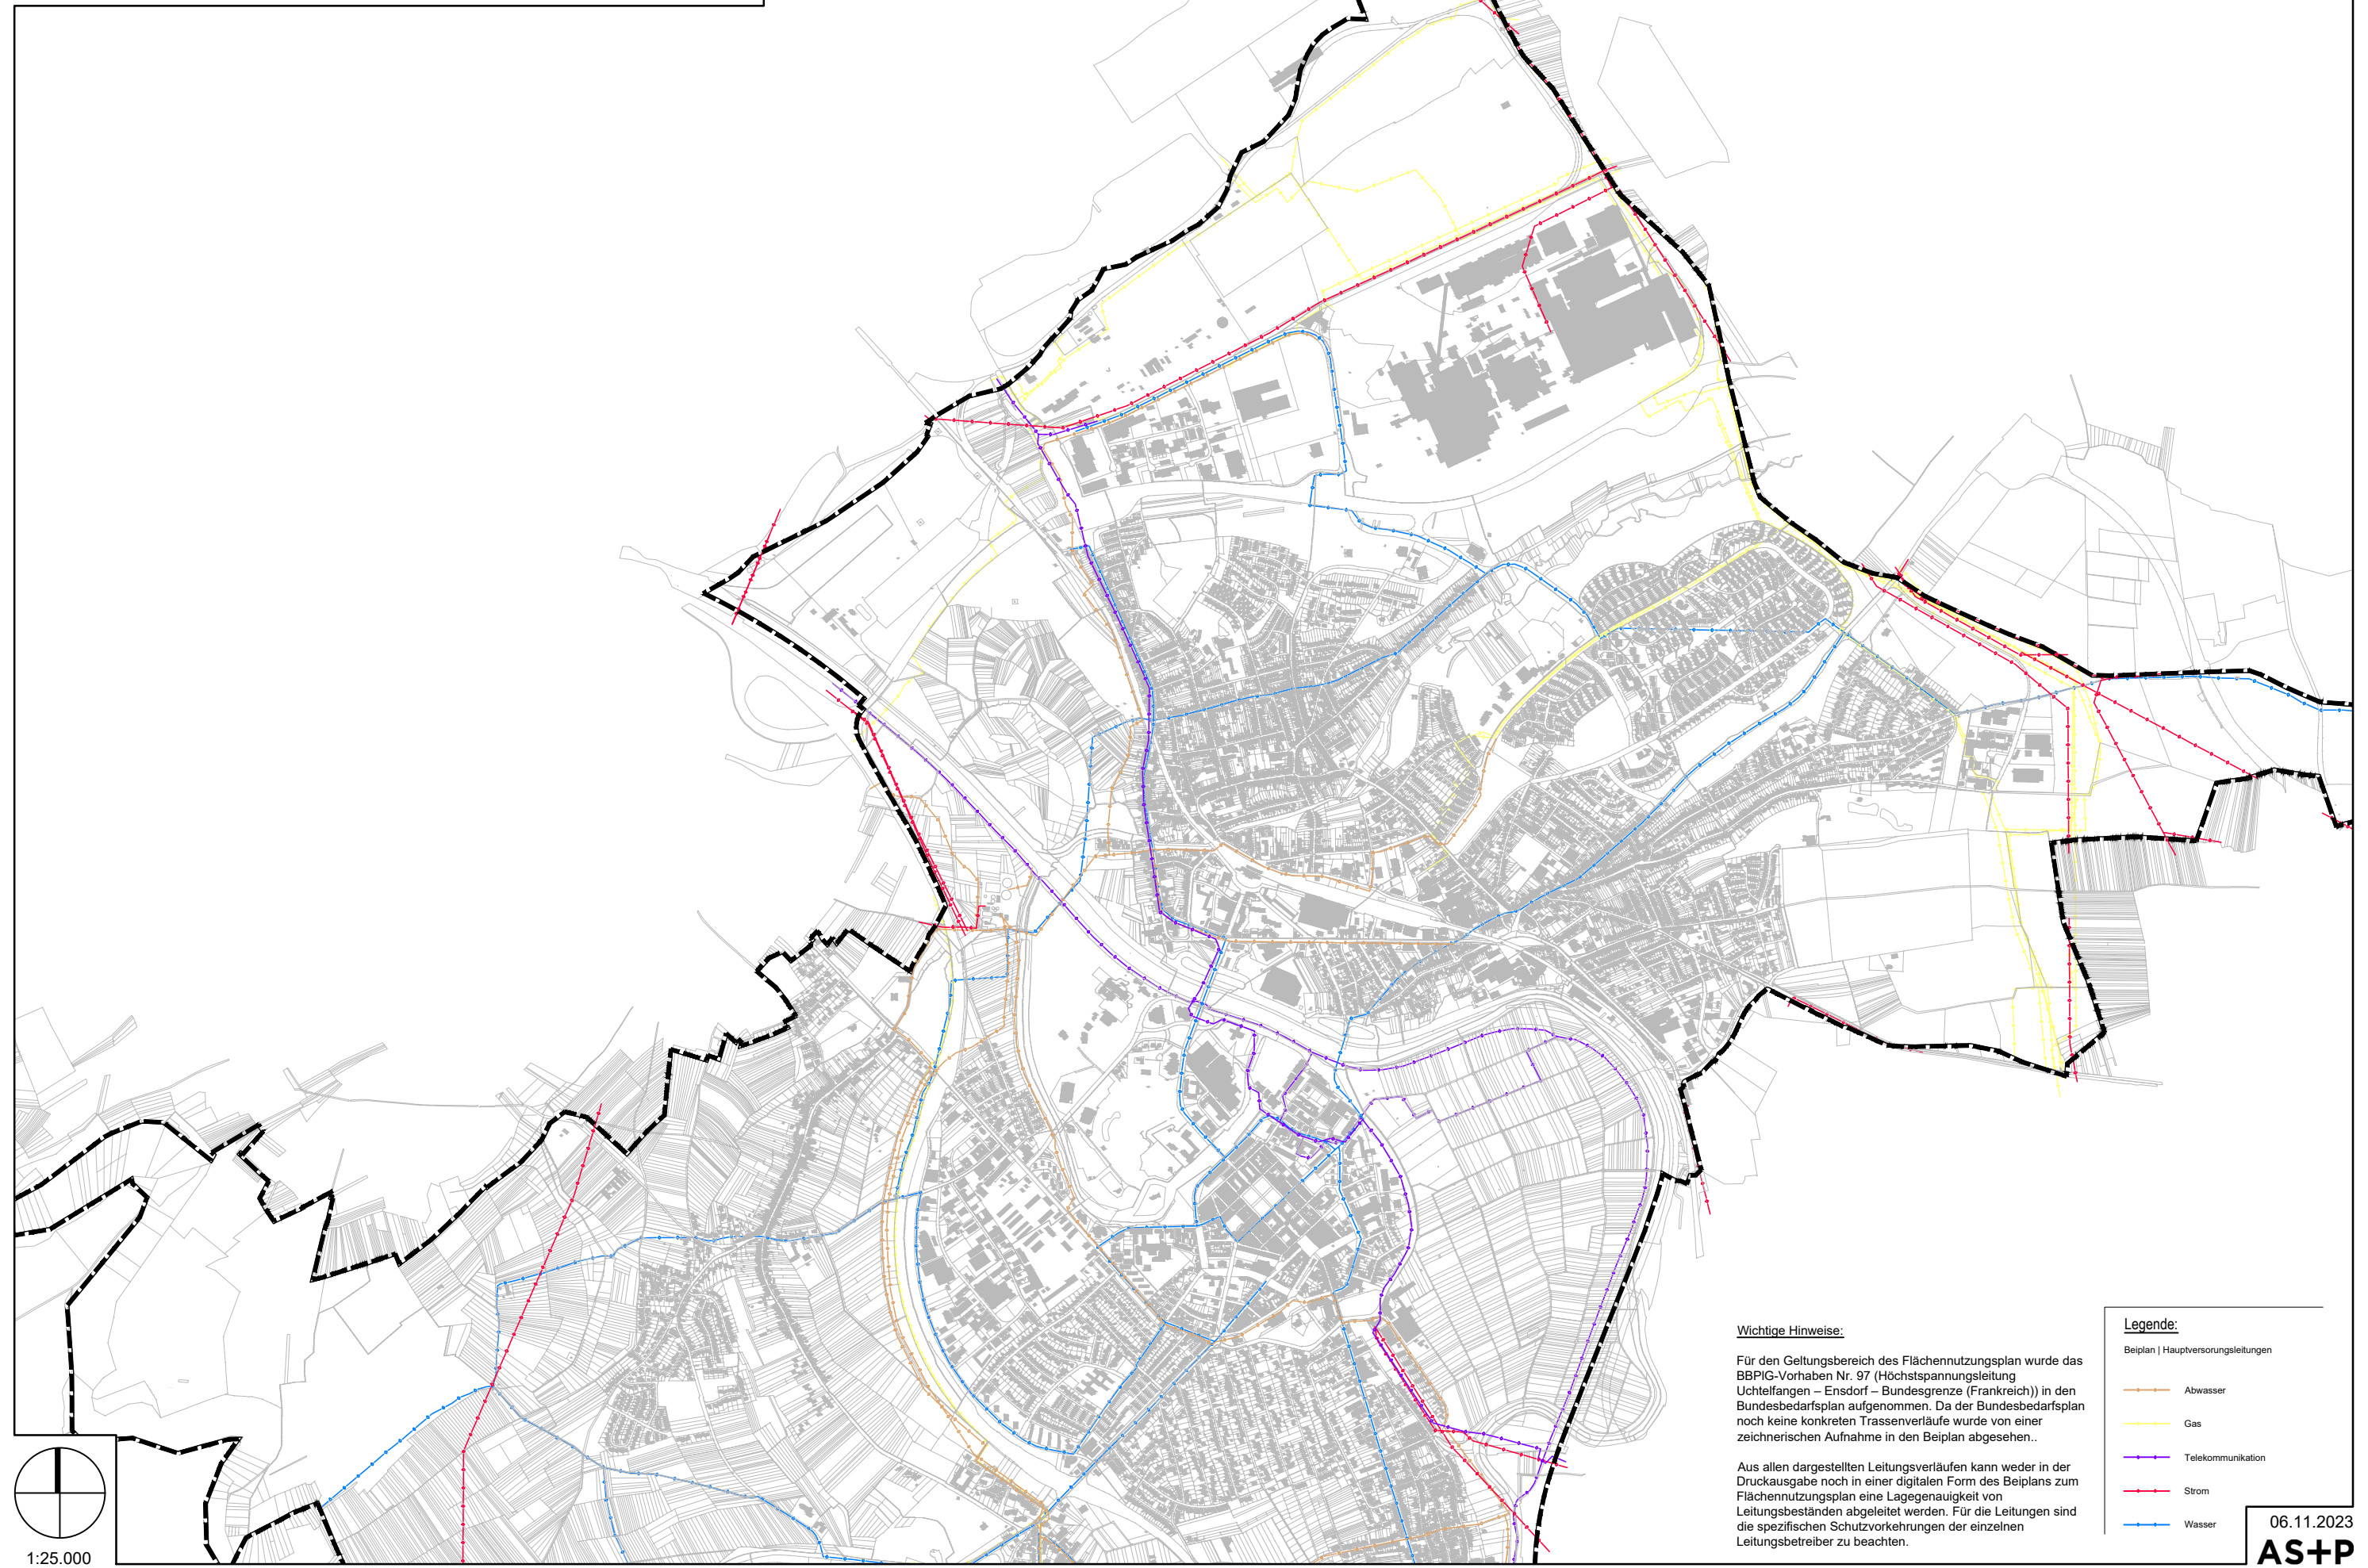 Wichtige Hinweise:
Für den Geltungsbereich des Flächennutzungsplan wurde das
BBPlG-Vorhaben Nr. 97 (Höchstspannungsleitung
Uchtelfangen – Ensdorf – Bundesgrenze (Frankreich)) in den
Bundesbedarfsplan aufgenommen. Da der Bundesbedarfsplan
noch keine konkreten Trassenverläufe wurde von einer
zeichnerischen Aufnahme in den Beiplan abgesehen..
Aus allen dargestellten Leitungsverläufen kann weder in der
Druckausgabe noch in einer digitalen Form des Beiplans zum
Flächennutzungsplan eine Lagegenauigkeit von
Leitungsbeständen abgeleitet werden. Für die Leitungen sind
die spezifischen Schutzvorkehrungen der einzelnen
Leitungsbetreiber zu beachten.
Legende:
Beiplan | Hauptversorungsleitungen
Abwasser
Gas
Telekommunikation
Strom
Wasser
06.11.2023
AS+P
1:25.000